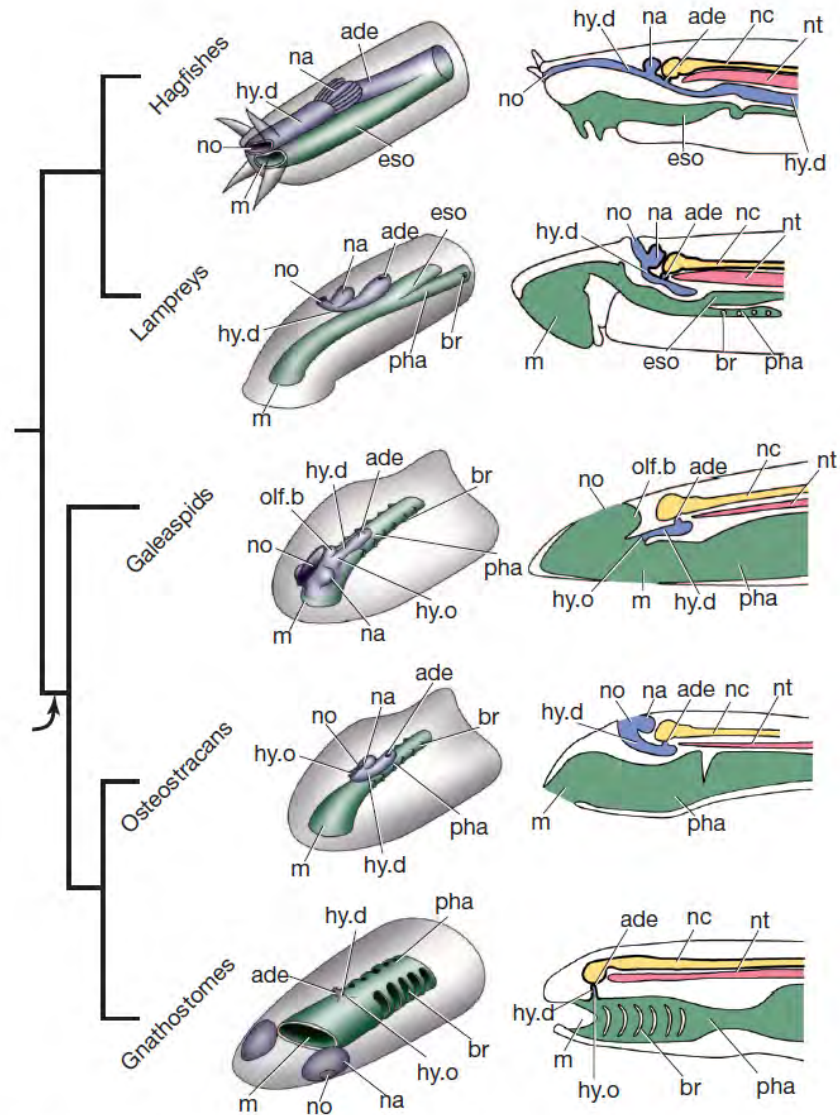 Hagfishes
na
ade
hy.d
no
m
eso
hy.d
na
ade
nc
nt
no
eso
hy.d
Lampreys
eso
ade
na
no
hy.d
br
pha
m
no
na
ade
nc
nt
hy.d
m
eso
br
pha
Galeaspids
hy.d
ade
olf.b
br
no
pha
hy.o
m
na
no
olf.b
ade
nc
nt
hy.o
m
hy.d
pha
Osteostracans
ade
na
no
br
hy.o
pha
m
hy.d
no
na
ade
nc
nt
hy.d
m
pha
Gnathostomes
pha
hy.d
ade
br
hy.o
m
no
na
ade
nc
nt
hy.d
m
hy.o
br
pha